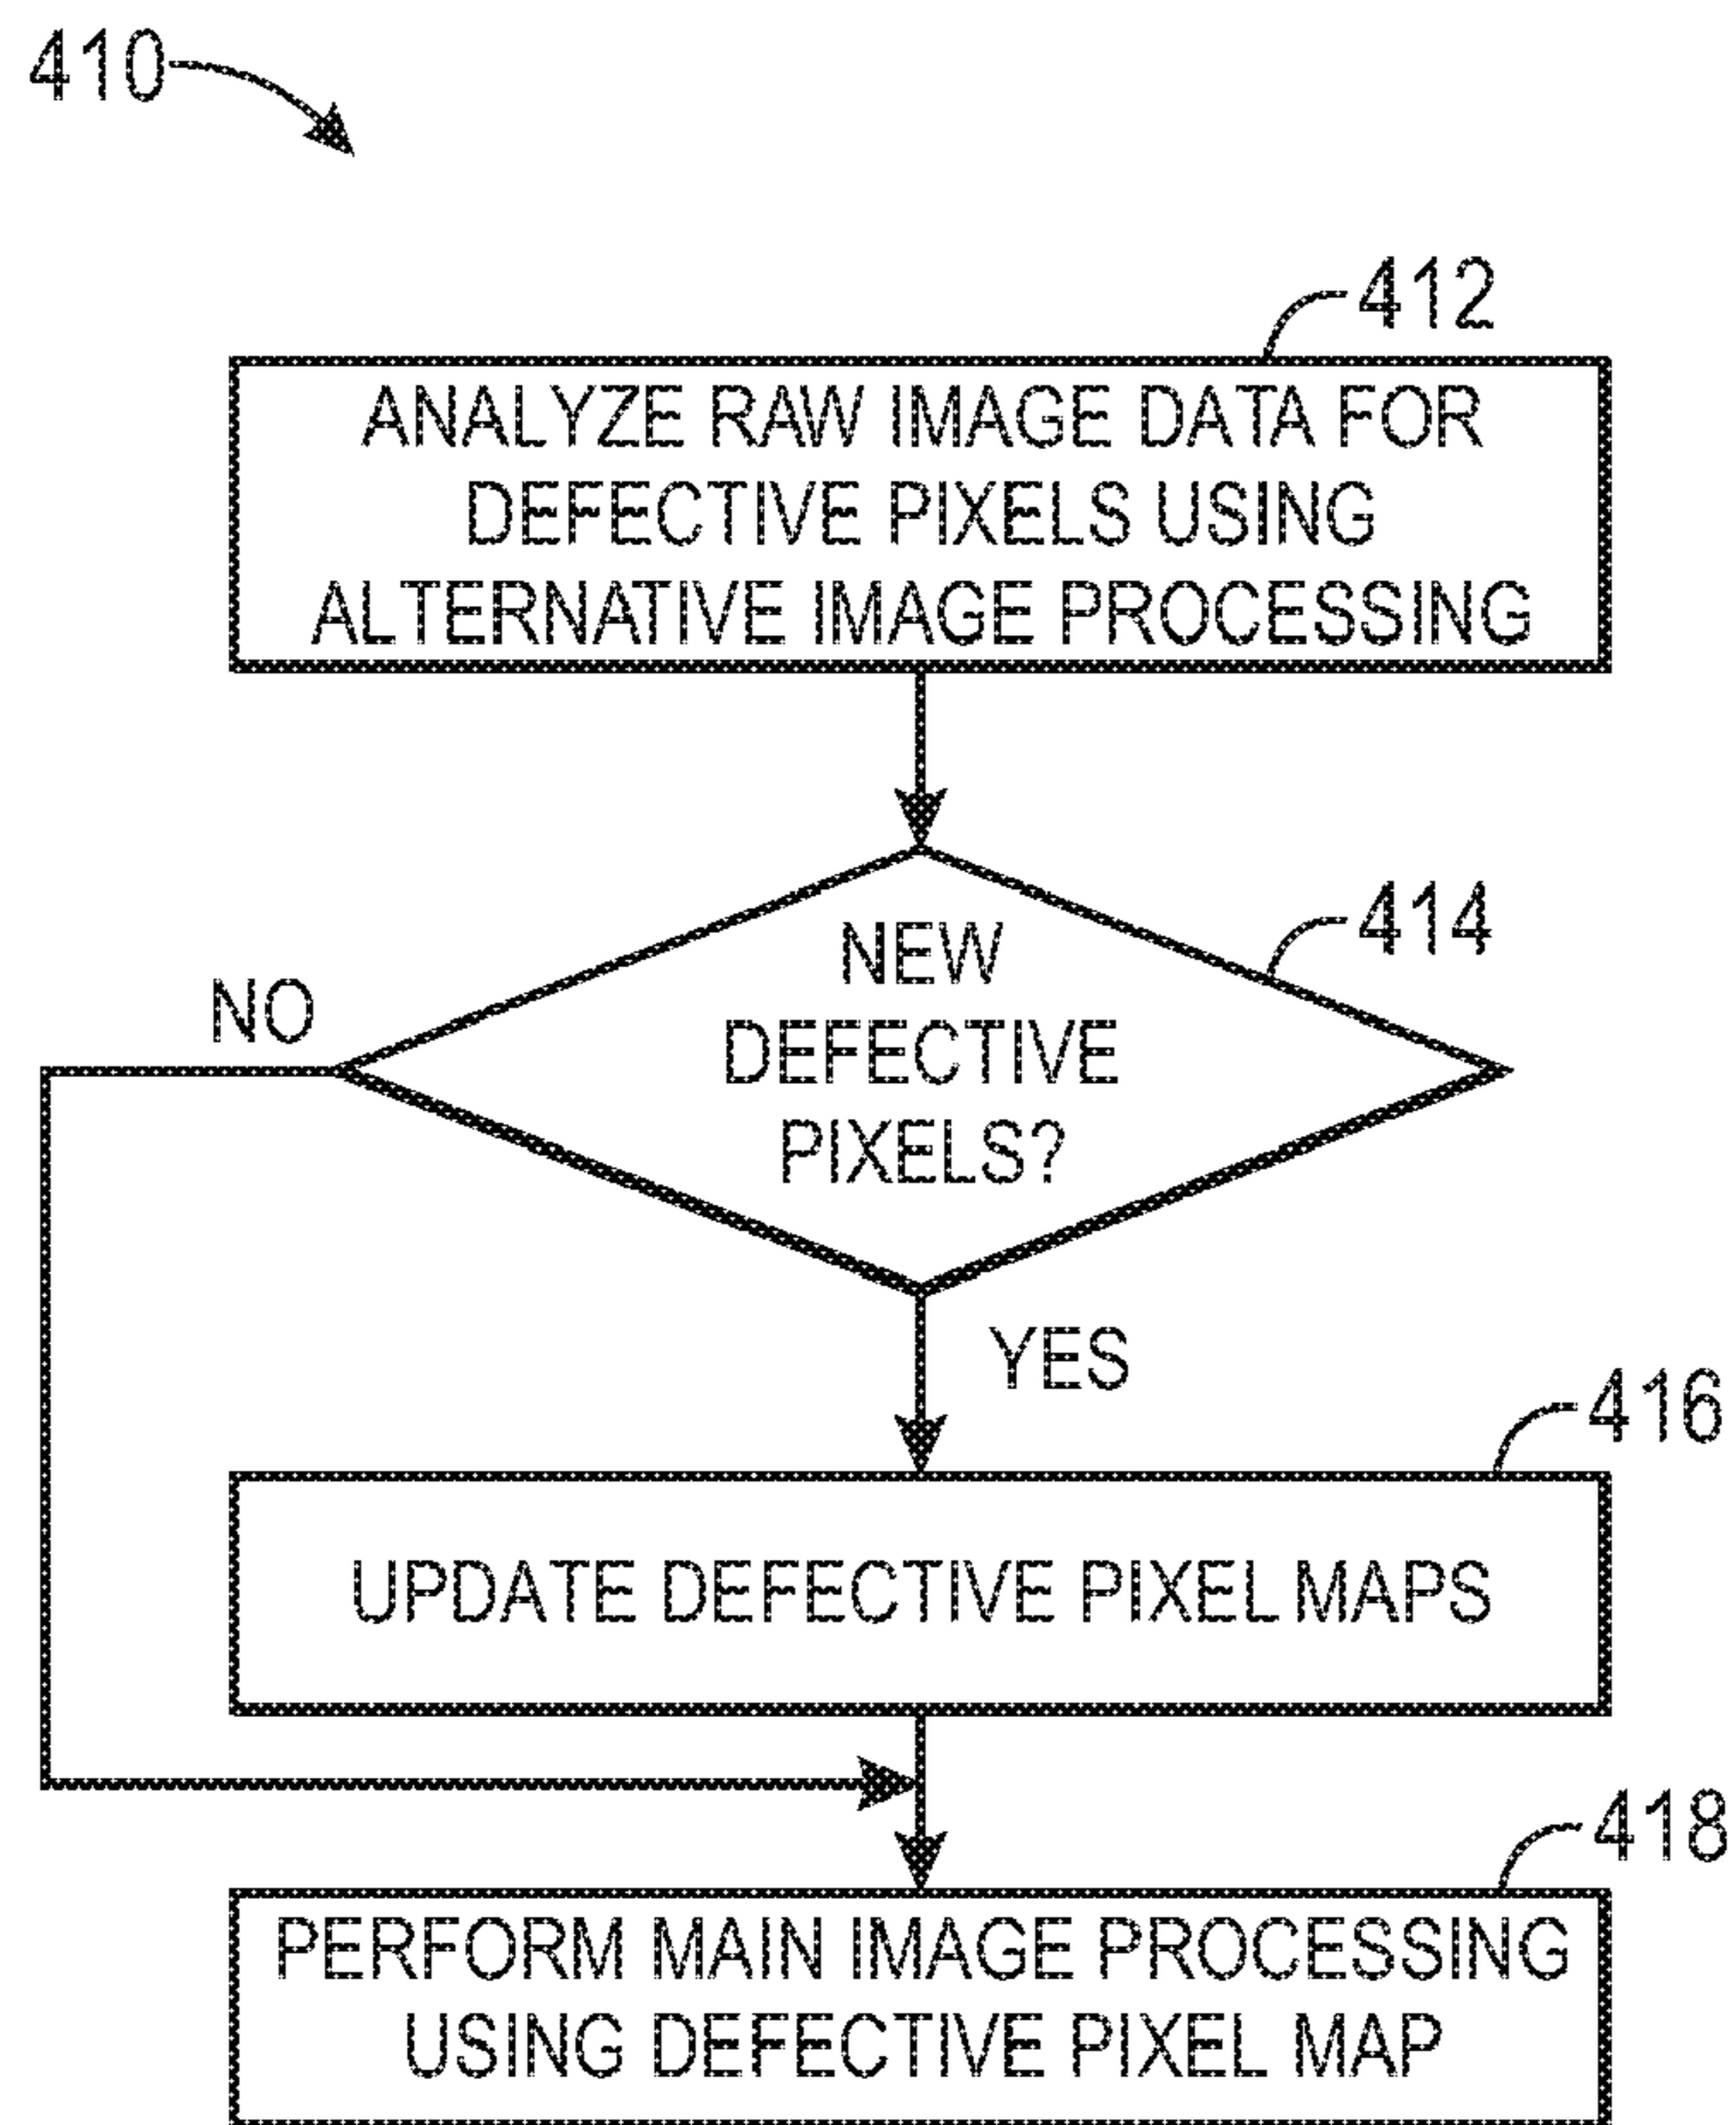 410
412
ANALYZE RAW IMAGE DATA FOR
DEFECTIVE PIXELS USING
ALTERNATIVE IMAGE PROCESSING
414
NEW
DEFECTIVE
PIXELS?
NO
YES
416
UPDATE DEFECTIVE PIXEL MAPS
418
PERFORM MAIN IMAGE PROCESSING
USING DEFECTIVE PIXEL MAP